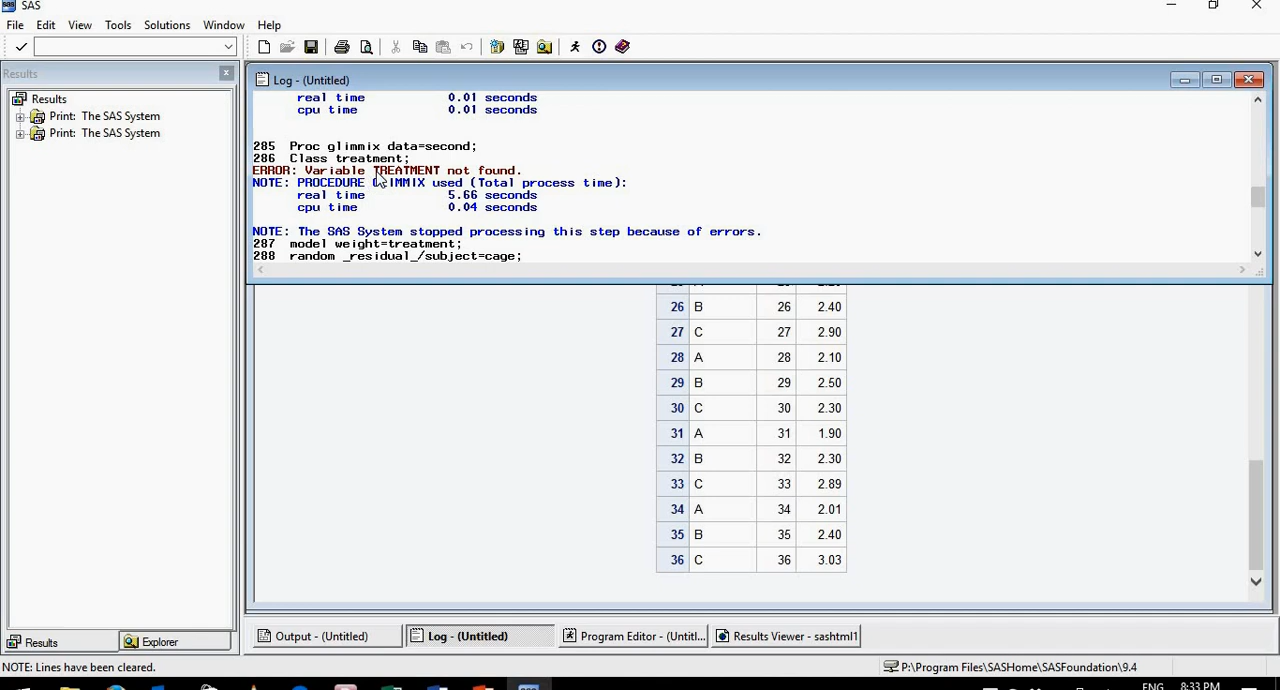 SAS
File Edit View Tools Solutions Window Help
Results
Results
Print: The SAS System
Print: The SAS System
Log - (Untitled)
real time 0.01 seconds
cpu time 0.01 seconds
285 Proc glimmix data=second;
286 Class treatment;
ERROR: Variable TREATMENT not found.
NOTE: PROCEDURE GLIMMIX used (Total process time):
real time 5.66 seconds
cpu time 0.04 seconds
NOTE: The SAS System stopped processing this step because of errors.
287 model weight=treatment;
288 random _residual_/subject=cage;
26 B 26 2.40
27 C 27 2.90
28 A 28 2.10
29 B 29 2.50
30 C 30 2.30
31 A 31 1.90
32 B 32 2.30
33 C 33 2.89
34 A 34 2.01
35 B 35 2.40
36 C 36 3.03
Results Explorer
Output - (Untitled) Log - (Untitled) Program Editor - (Untitl... Results Viewer - sashtml1
NOTE: Lines have been cleared.
P:\Program Files\SASHome\SASFoundation\9.4
ENG 8:33 PM